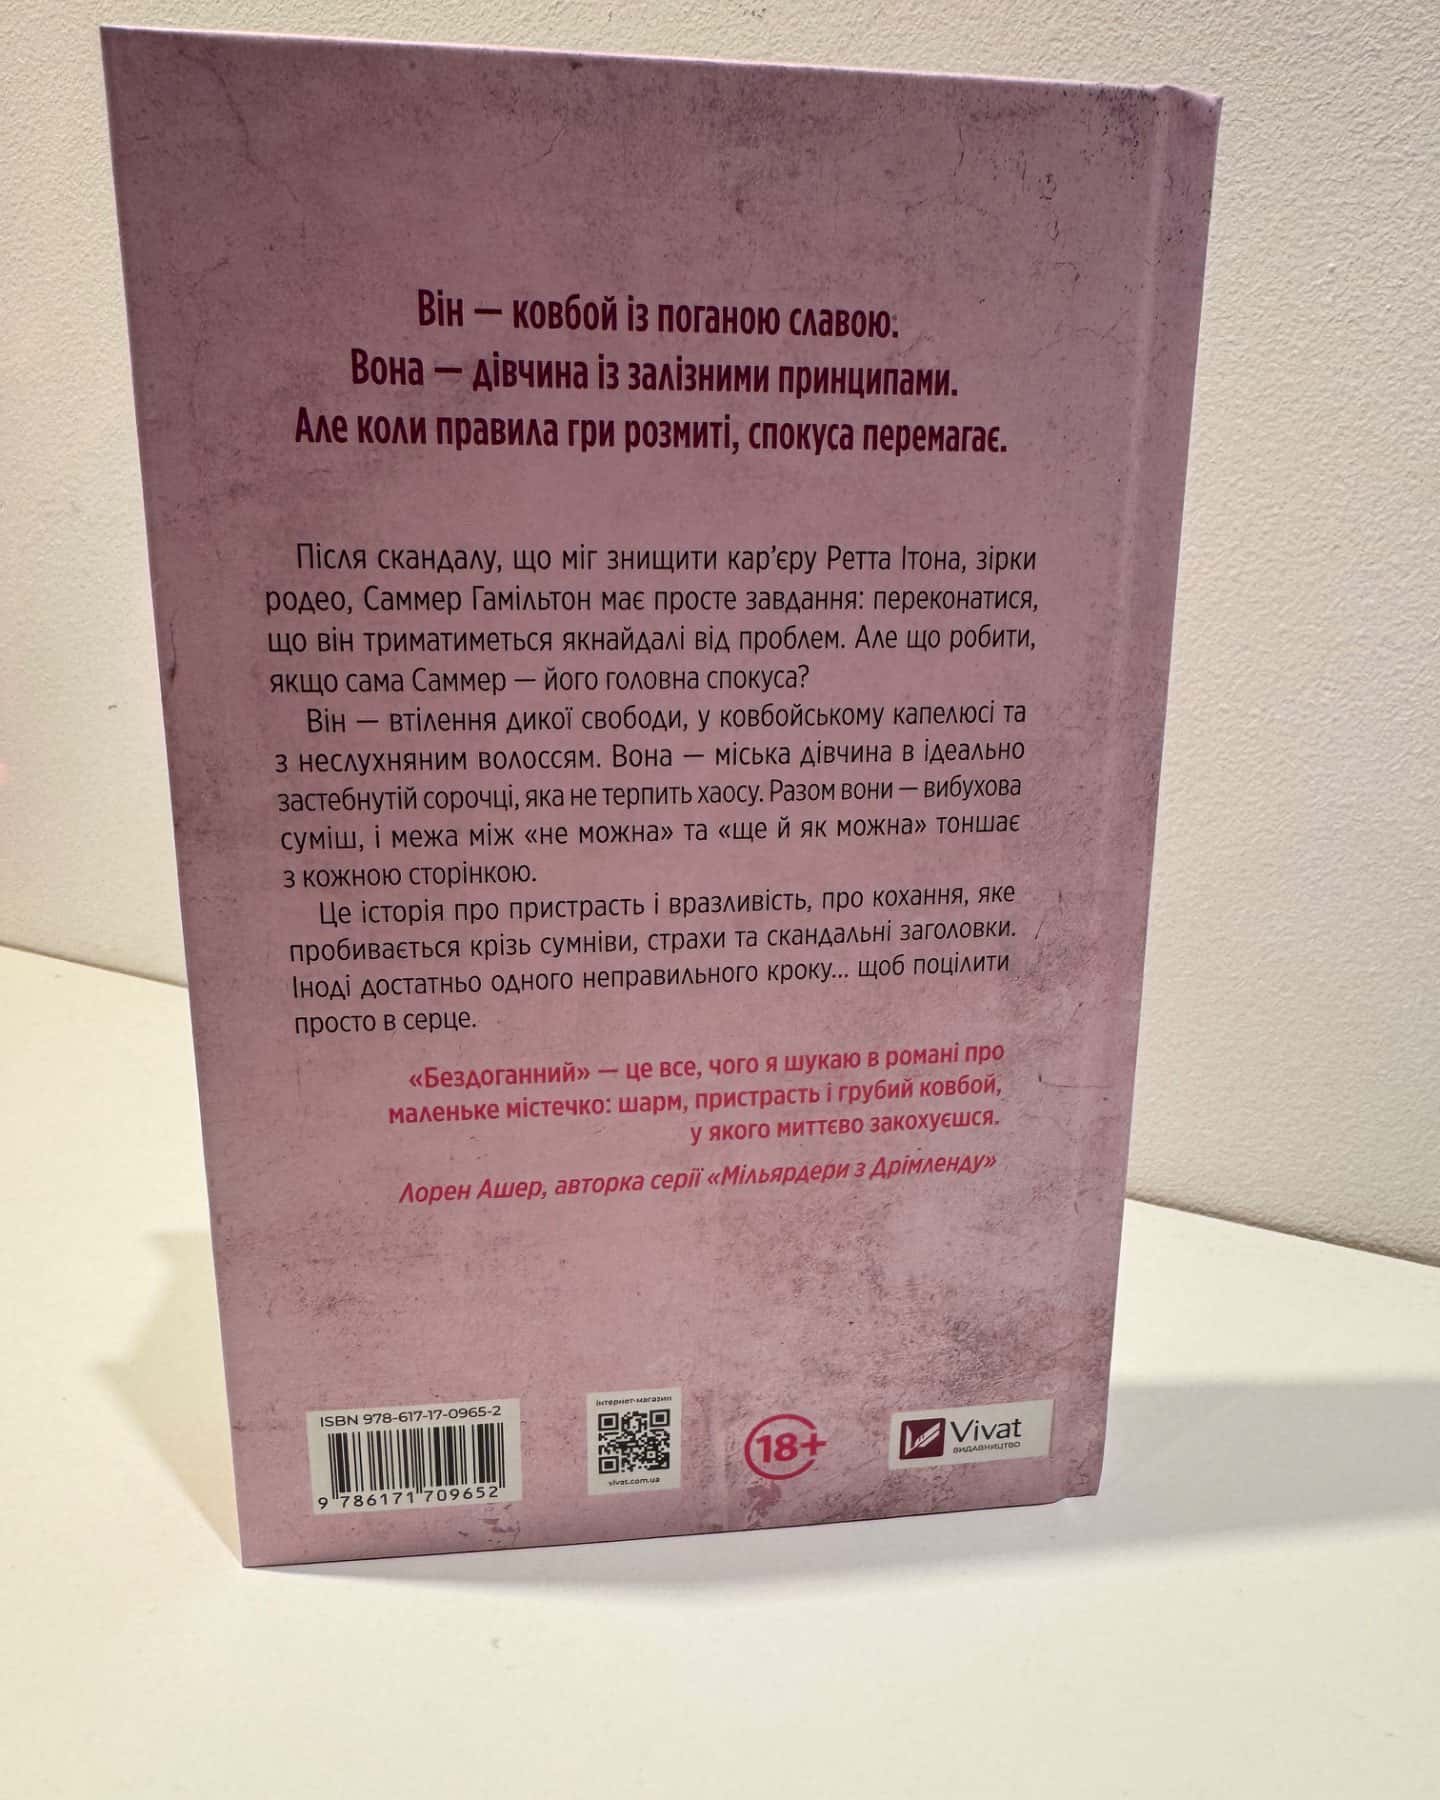 Він — ковбой із поганою славою.
Вона — дівчина із залізними принципами.
Але коли правила гри розмиті, спокуса перемагає.
Після скандалу, що міг знищити кар’єру Ретта Ітона, зірки
родео, Саммер Гамільтон має просте завдання: переконатися,
що він триматиметься якнайдалі від проблем. Але що робити,
якщо сама Саммер — його головна спокуса?
Він — втілення дикої свободи, у ковбойському капелюсі та
з неслухняним волоссям. Вона — міська дівчина в ідеально
застебнутій сорочці, яка не терпить хаосу. Разом вони — вибухова
суміш, і межа між «не можна» та «ще й як можна» тоншає
з кожною сторінкою.
Це історія про пристрасть і вразливість, про кохання, яке
пробивається крізь сумніви, страхи та скандальні заголовки.
Іноді достатньо одного неправильного кроку... щоб поцілити
просто в серце.
«Бездоганний» — це все, чого я шукаю в романі про
маленьке містечко: шарм, пристрасть і грубий ковбой,
у якого миттєво закохуєшся.
Лорен Ашер, авторка серії «Мільярдери з Дрімленду»
ISBN 978-617-17-0965-2
9 786171 709652
інтернет-магазин
vivat.com.ua
18+
Vivat
видавництво